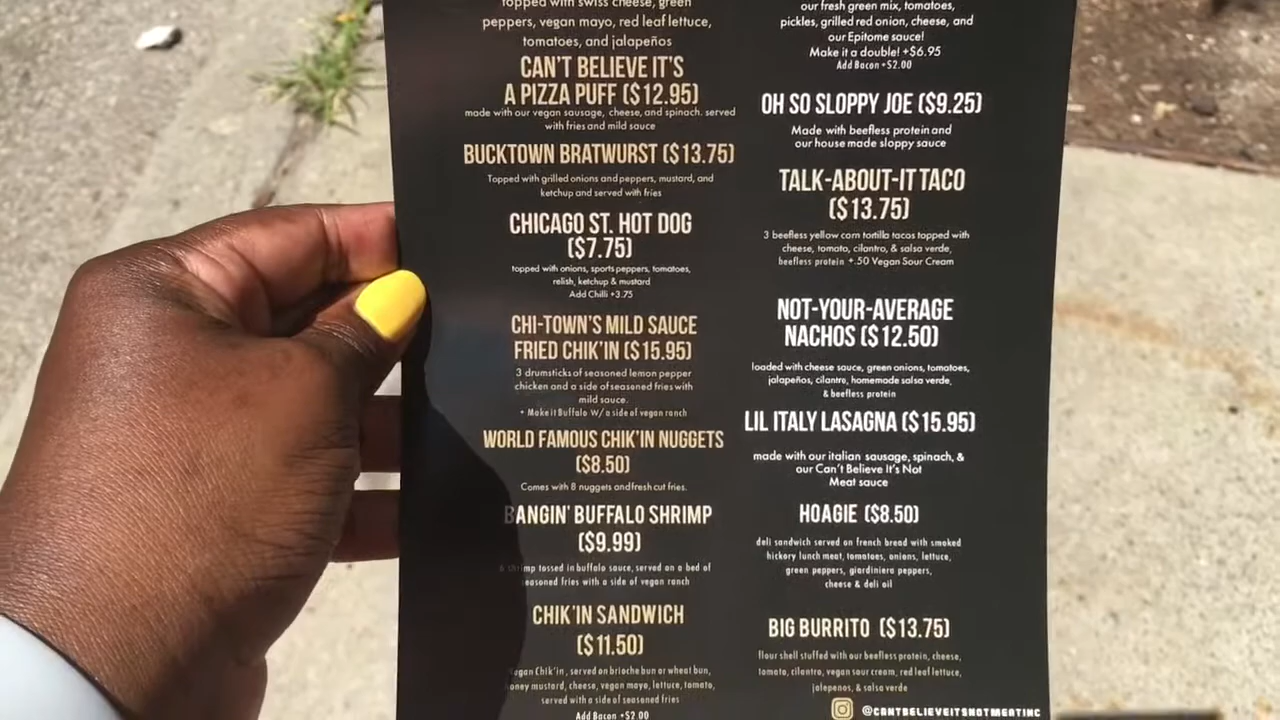 topped with swiss cheese, green
peppers, vegan mayo, red leaf lettuce,
tomatoes, and jalapeños
CAN'T BELIEVE IT'S
A PIZZA PUFF ($12.95)
made with our vegan sausage, cheese, and spinach. served
with fries and mild sauce
BUCKTOWN BRATWURST ($13.75)
Topped with grilled onions and peppers, mustard, and
ketchup and served with fries
CHICAGO ST. HOT DOG
($7.75)
topped with onions, sports peppers, tomatoes,
relish, ketchup & mustard
Add Chilli +3.75
CHI-TOWN'S MILD SAUCE
FRIED CHIK'IN ($15.95)
3 drumsticks of seasoned lemon pepper
chicken and a side of seasoned fries with
mild sauce.
+ Make it Buffalo W/ a side of vegan ranch
WORLD FAMOUS CHIK'IN NUGGETS
($8.50)
Comes with 8 nuggets and fresh cut fries.
BANGIN' BUFFALO SHRIMP
($9.99)
shrimp tossed in buffalo sauce, served on a bed of
seasoned fries with a side of vegan ranch
CHIK'IN SANDWICH
($11.50)
Vegan Chik'in, served on brioche bun or wheat bun,
honey mustard, cheese, vegan mayo, lettuce, tomato,
served with a side of seasoned fries
Add Bacon +$2.00
our fresh green mix, tomatoes,
pickles, grilled red onion, cheese, and
our Epitome sauce!
Make it a double! +$6.95
Add Bacon +$2.00
OH SO SLOPPY JOE ($9.25)
Made with beefless protein and
our house made sloppy sauce
TALK-ABOUT-IT TACO
($13.75)
3 beefless yellow corn tortilla tacos topped with
cheese, tomato, cilantro, & salsa verde,
beefless protein +.50 Vegan Sour Cream
NOT-YOUR-AVERAGE
NACHOS ($12.50)
loaded with cheese sauce, green onions, tomatoes,
jalapeños, cilantro, homemade salsa verde,
& beefless protein
LIL ITALY LASAGNA ($15.95)
made with our italian sausage, spinach, &
our Can't Believe It's Not
Meat sauce
HOAGIE ($8.50)
deli sandwich served on french bread with smoked
hickory lunch meat, tomatoes, onions, lettuce,
green peppers, giardiniera peppers,
cheese & deli oil
BIG BURRITO ($13.75)
flour shell stuffed with our beefless protein, cheese,
tomato, cilantro, vegan sour cream, red leaf lettuce,
jalepenos, & salsa verde
@CANTBELIEVEITSNOTMEATINC